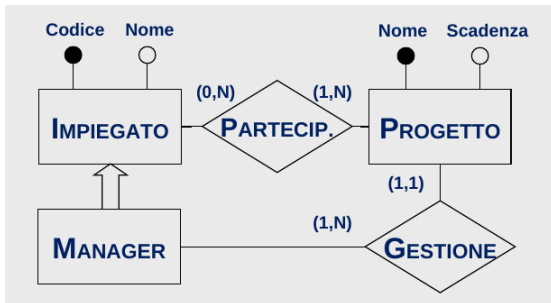 Codice Nome Nome Scadenza
(0,N) (1,N)
IMPIEGATO PARTECIP. PROGETTO
(1,1)
(1,N)
MANAGER GESTIONE